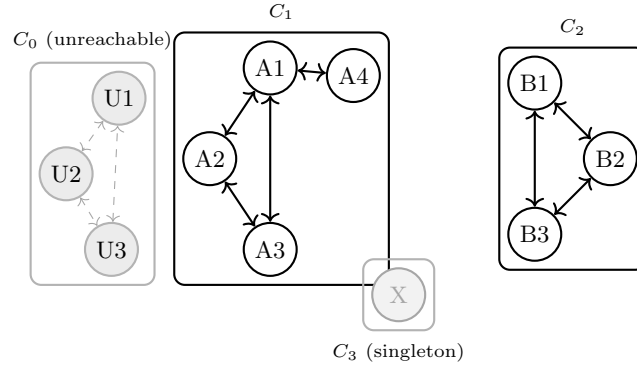 C₁
C₀ (unreachable)
C₂
U1
A1
A4
B1
A2
B2
U2
U3
A3
B3
X
C₃ (singleton)